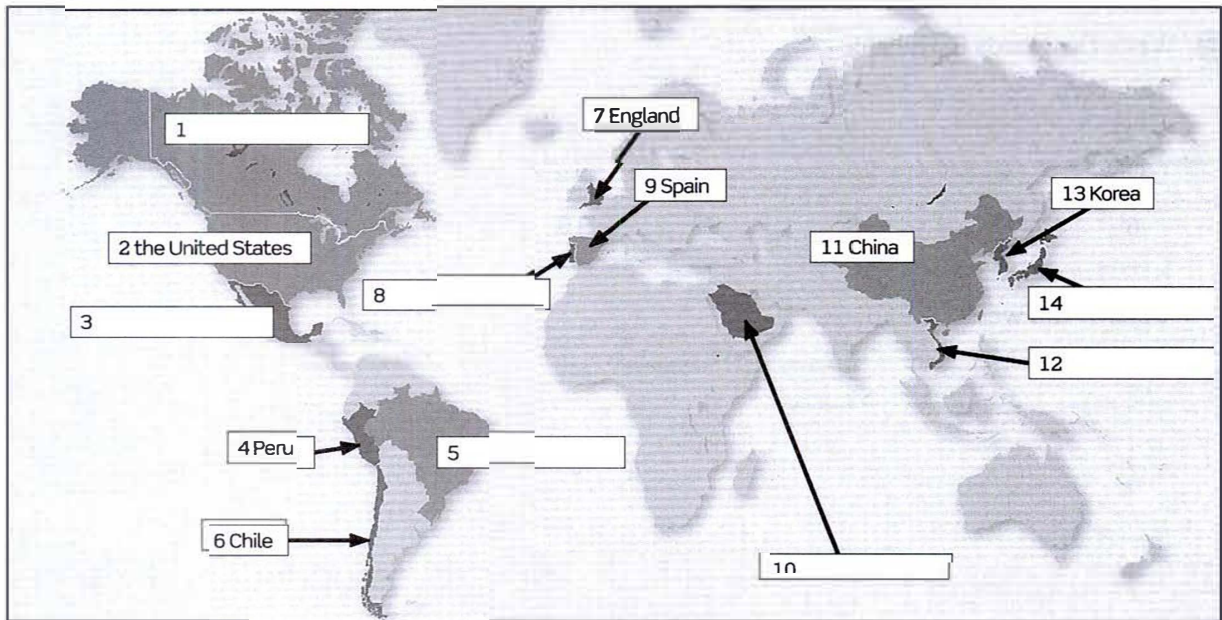 1
2 the United States
3
4 Peru
5
6 Chile
7 England
8
9 Spain
10
11 China
12
13 Korea
14